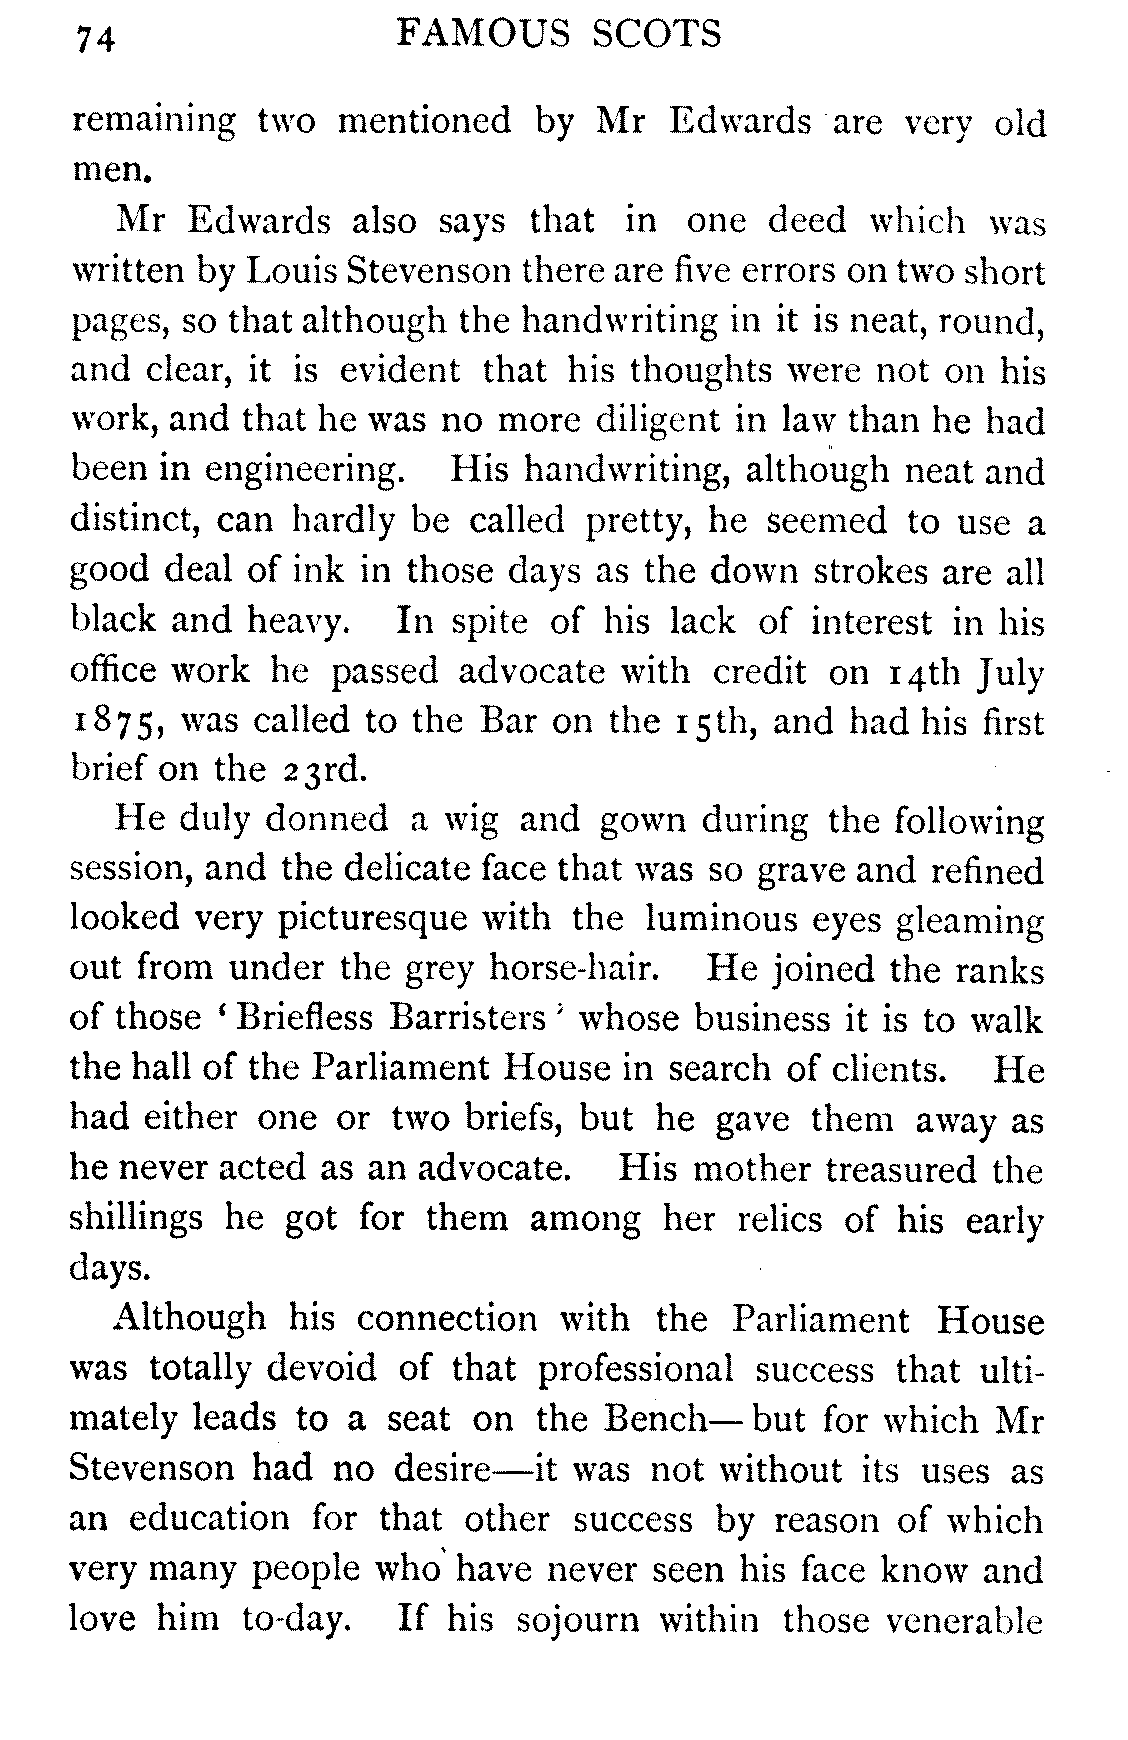 74 FAMOUS SCOTS
remaining two mentioned by Mr Edwards are very old
men.
Mr Edwards also says that in one deed which was
written by Louis Stevenson there are five errors on two short
pages, so that although the handwriting in it is neat, round,
and clear, it is evident that his thoughts were not on his
work, and that he was no more diligent in law than he had
been in engineering. His handwriting, although neat and
distinct, can hardly be called pretty, he seemed to use a
good deal of ink in those days as the down strokes are all
black and heavy. In spite of his lack of interest in his
office work he passed advocate with credit on 14th July
1875, was called to the Bar on the 15th, and had his first
brief on the 23rd.
He duly donned a wig and gown during the following
session, and the delicate face that was so grave and refined
looked very picturesque with the luminous eyes gleaming
out from under the grey horse-hair. He joined the ranks
of those ‘Briefless Barristers’ whose business it is to walk
the hall of the Parliament House in search of clients. He
had either one or two briefs, but he gave them away as
he never acted as an advocate. His mother treasured the
shillings he got for them among her relics of his early
days.
Although his connection with the Parliament House
was totally devoid of that professional success that ulti-
mately leads to a seat on the Bench—but for which Mr
Stevenson had no desire—it was not without its uses as
an education for that other success by reason of which
very many people who have never seen his face know and
love him to-day. If his sojourn within those venerable